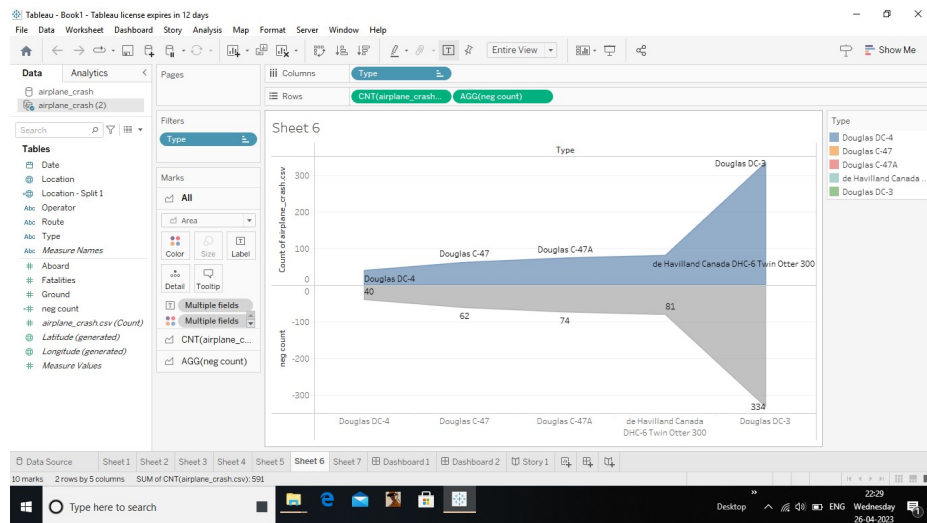 Tableau - Book1 - Tableau license expires in 12 days
File Data Worksheet Dashboard Story Analysis Map Format Server Window Help
Entire View
Show Me
Data Analytics
airplane_crash
airplane_crash (2)
Search
Tables
Date
Location
Location - Split 1
Abc Operator
Abc Route
Abc Type
Abc Measure Names
Aboard
Fatalities
Ground
neg count
airplane_crash.csv (Count)
Latitude (generated)
Longitude (generated)
Measure Values
Pages
Filters
Type
Marks
All
Area
Color Size Label
Detail Tooltip
Multiple fields
Multiple fields
CNT(airplane_c...
AGG(neg count)
Columns Type
Rows CNT(airplane_crash... AGG(neg count)
Sheet 6
Type
Count of airplane_crash.csv
300
200
100
0
Douglas DC-4
Douglas C-47
Douglas C-47A
de Havilland Canada DHC-6 Twin Otter 300
Douglas DC-3
neg count
0
-100
-200
-300
40
62
74
81
334
Douglas DC-4 Douglas C-47 Douglas C-47A de Havilland Canada Douglas DC-3
DHC-6 Twin Otter 300
Type
Douglas DC-4
Douglas C-47
Douglas C-47A
de Havilland Canada ..
Douglas DC-3
Data Source Sheet 1 Sheet 2 Sheet 3 Sheet 4 Sheet 5 Sheet 6 Sheet 7 Dashboard 1 Dashboard 2 Story 1
10 marks 2 rows by 5 columns SUM of CNT(airplane_crash.csv): 591
Type here to search
Desktop
ENG
22:29
Wednesday
26-04-2023